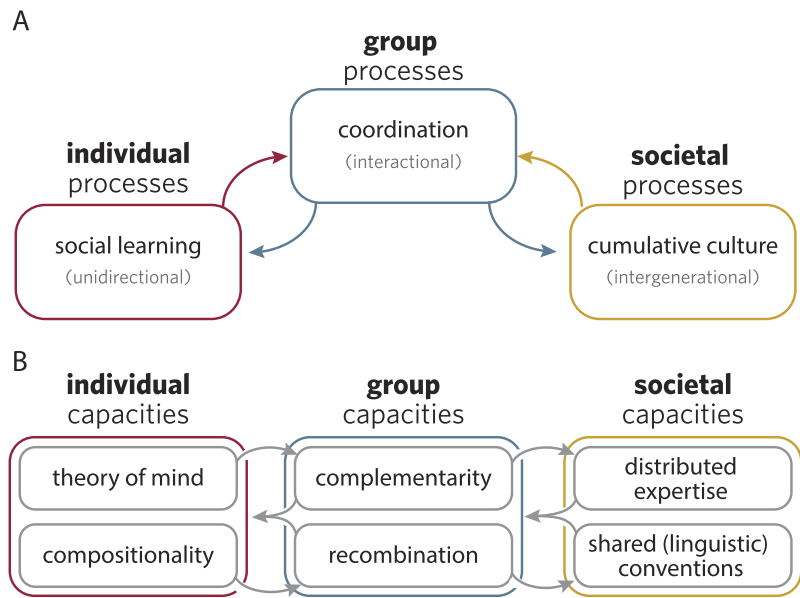 A
group
processes
coordination
(interactional)
individual
processes
social learning
(unidirectional)
societal
processes
cumulative culture
(intergenerational)
B
individual
capacities
group
capacities
societal
capacities
theory of mind
complementarity
distributed
expertise
compositionality
recombination
shared (linguistic)
conventions